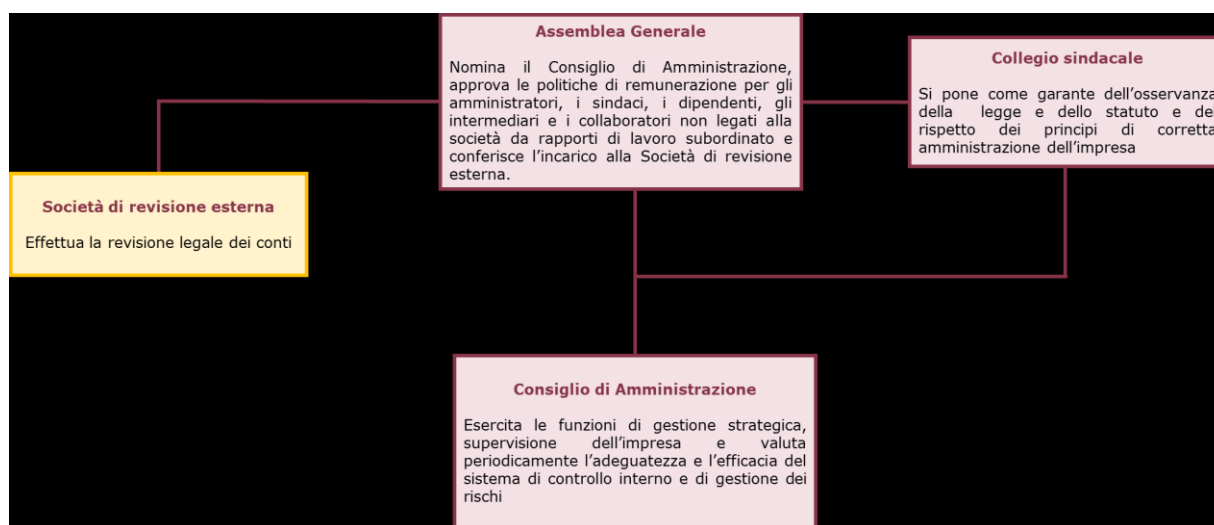 Assemblea Generale
Nomina il Consiglio di Amministrazione,
approva le politiche di remunerazione per gli
amministratori, i sindaci, i dipendenti, gli
intermediari e i collaboratori non legati alla
società da rapporti di lavoro subordinato e
conferisce l'incarico alla Società di revisione
esterna.
Collegio sindacale
Si pone come garante dell'osservanza
della legge e dello statuto e del
rispetto dei principi di corretta
amministrazione dell'impresa
Società di revisione esterna
Effettua la revisione legale dei conti
Consiglio di Amministrazione
Esercita le funzioni di gestione strategica,
supervisione dell'impresa e valuta
periodicamente l'adeguatezza e l'efficacia del
sistema di controllo interno e di gestione dei
rischi